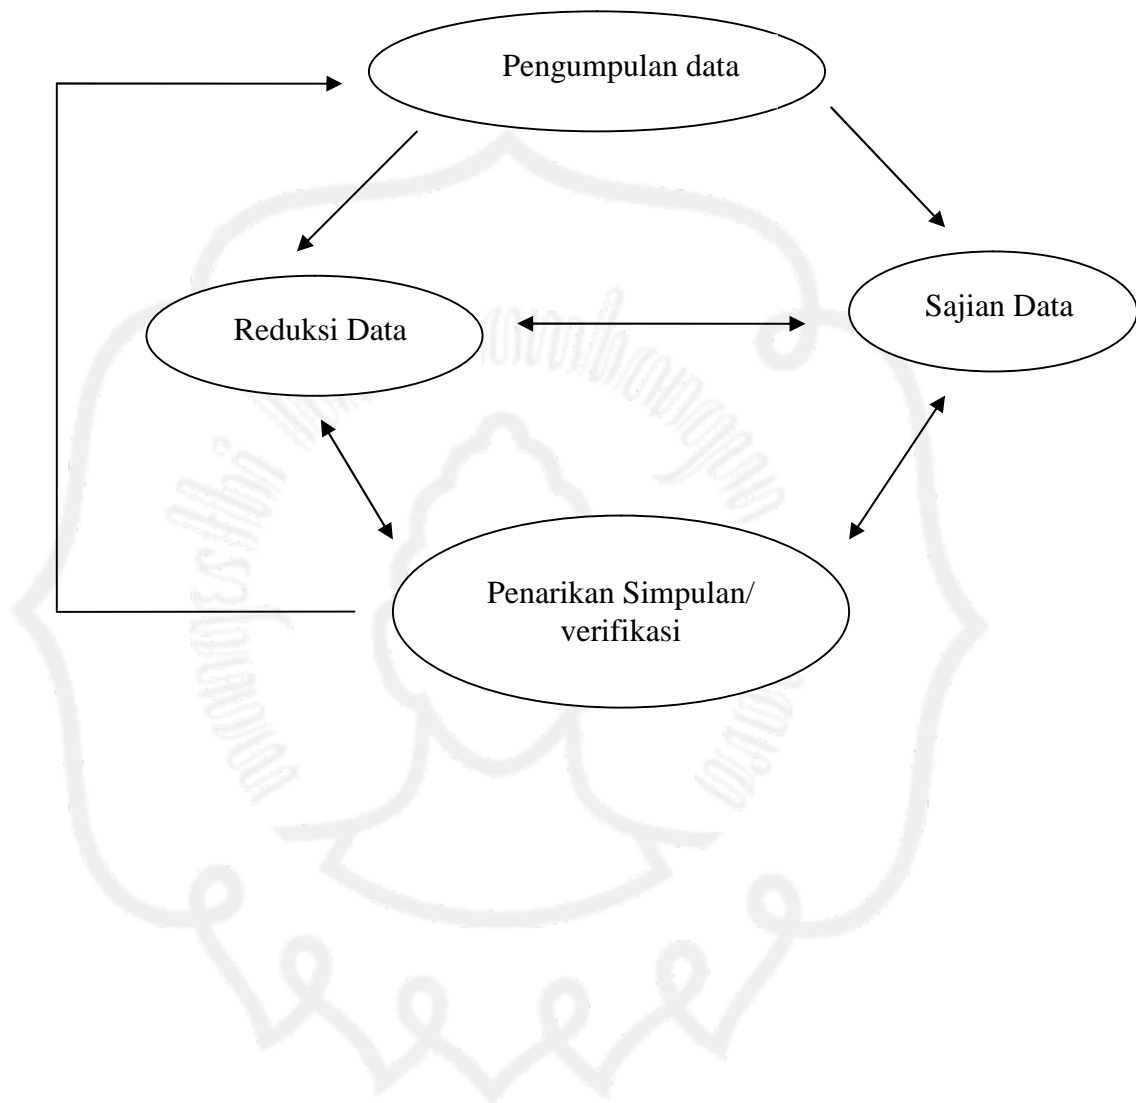 Pengumpulan data
Sajian Data
Reduksi Data
Penarikan Simpulan/
verifikasi